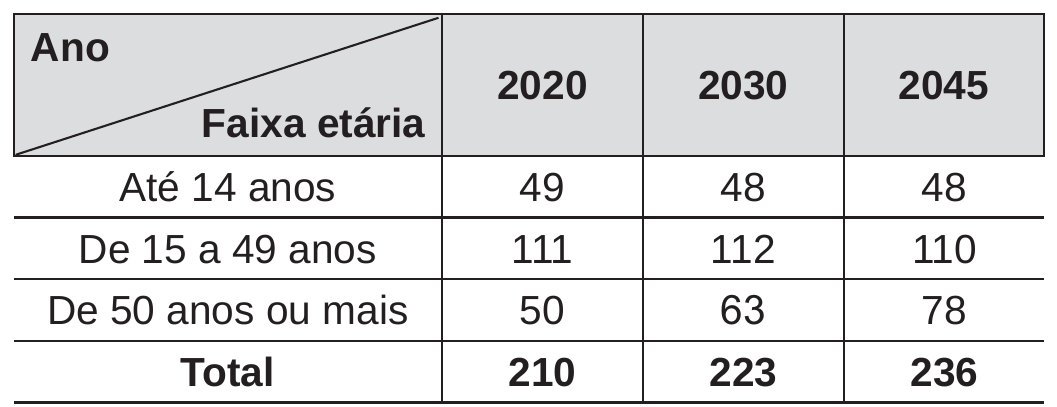 Ano
Faixa etária
2020 2030 2045
Até 14 anos 49 48 48
De 15 a 49 anos 111 112 110
De 50 anos ou mais 50 63 78
Total 210 223 236